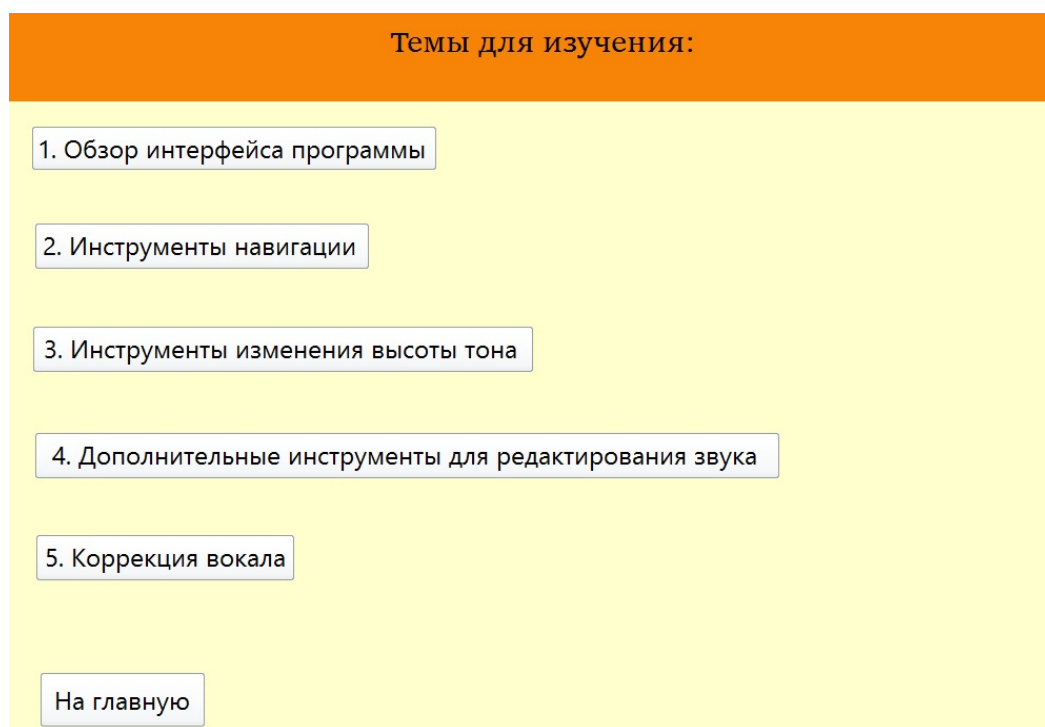 Темы для изучения:
1. Обзор интерфейса программы
2. Инструменты навигации
3. Инструменты изменения высоты тона
4. Дополнительные инструменты для редактирования звука
5. Коррекция вокала
На главную